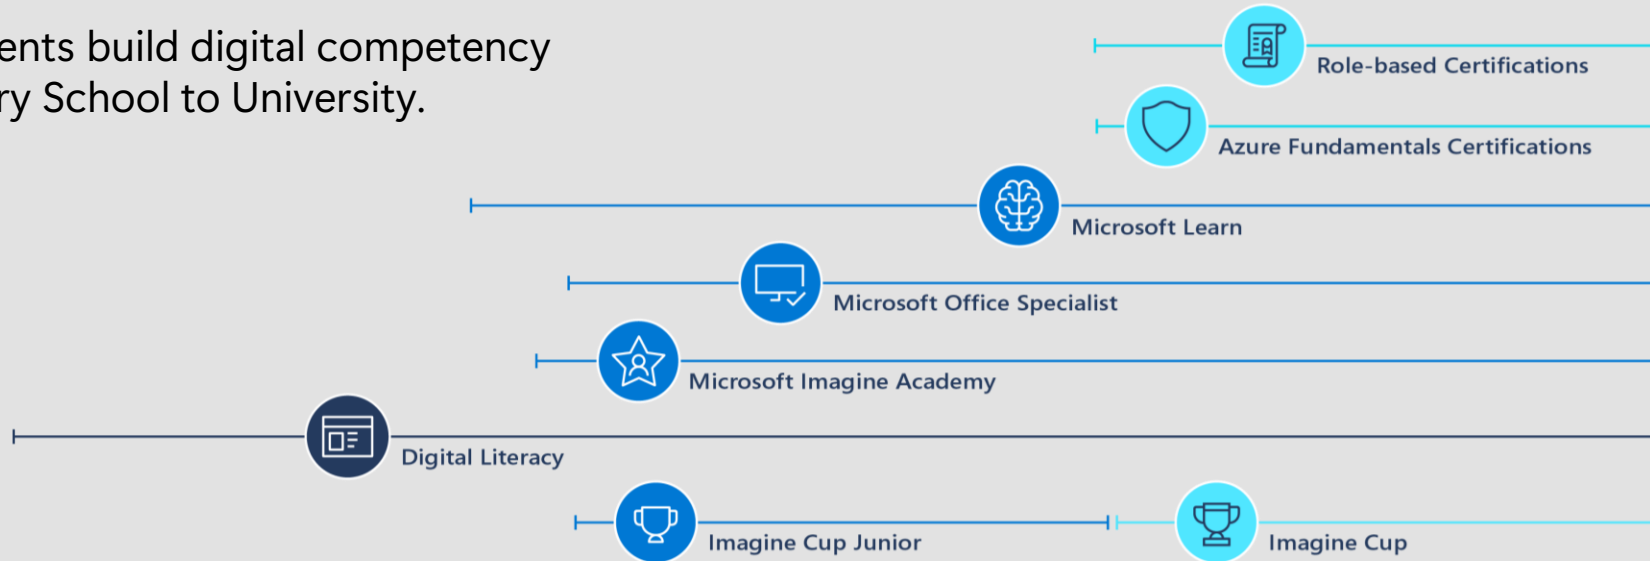 ents build digital competency
ry School to University.
Role-based Certifications
Azure Fundamentals Certifications
Microsoft Learn
Microsoft Office Specialist
Microsoft Imagine Academy
Digital Literacy
Imagine Cup Junior
Imagine Cup